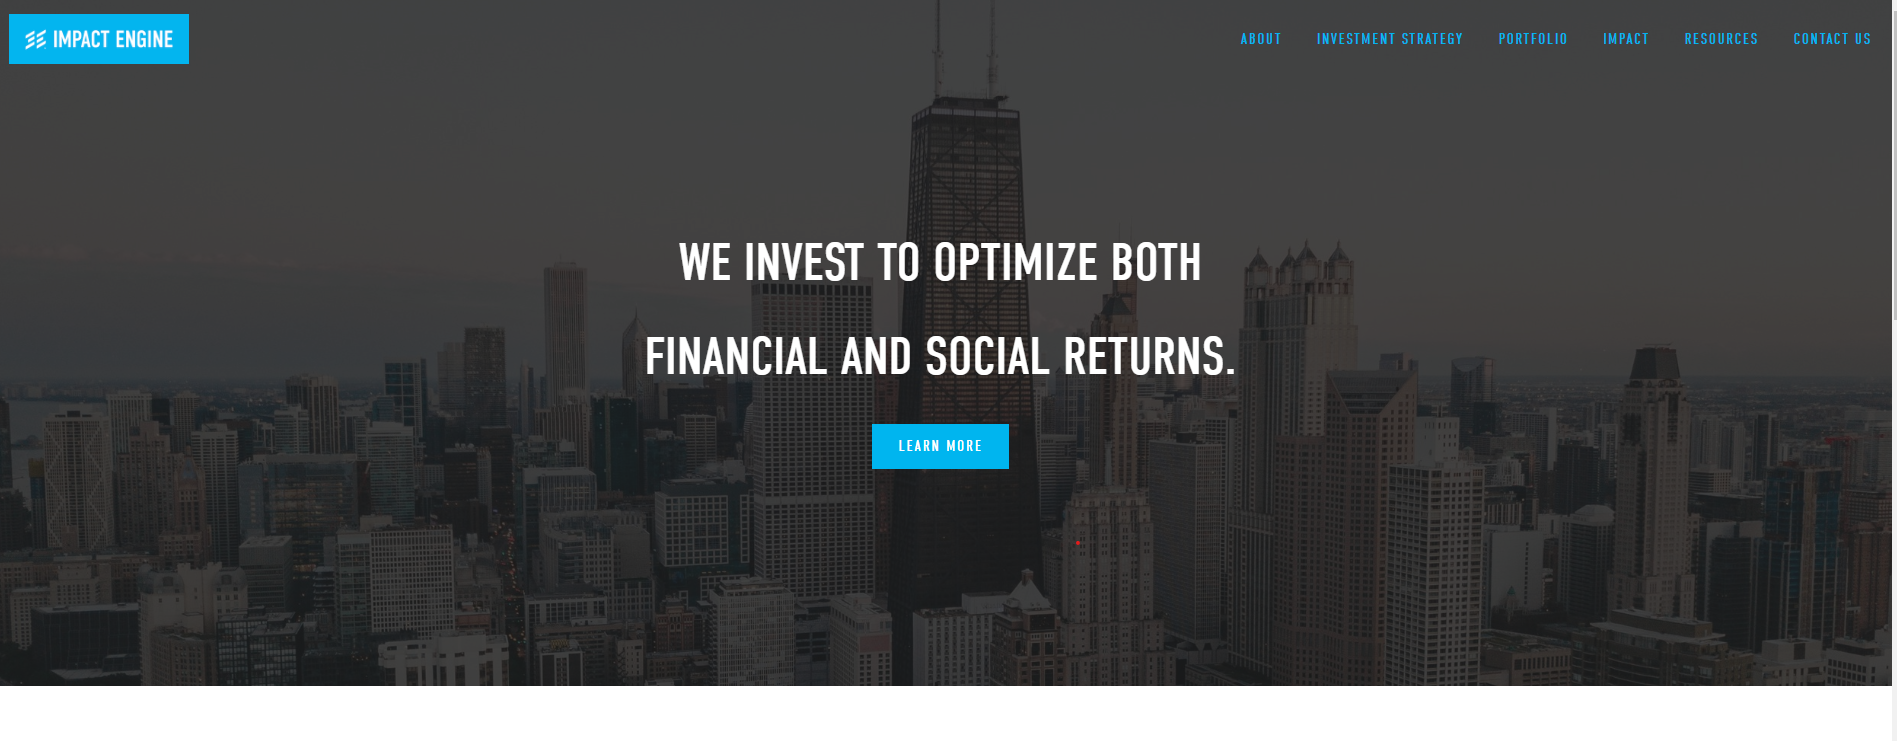 IMPACT ENGINE
ABOUT INVESTMENT STRATEGY PORTFOLIO IMPACT RESOURCES CONTACT US
WE INVEST TO OPTIMIZE BOTH
FINANCIAL AND SOCIAL RETURNS.
LEARN MORE